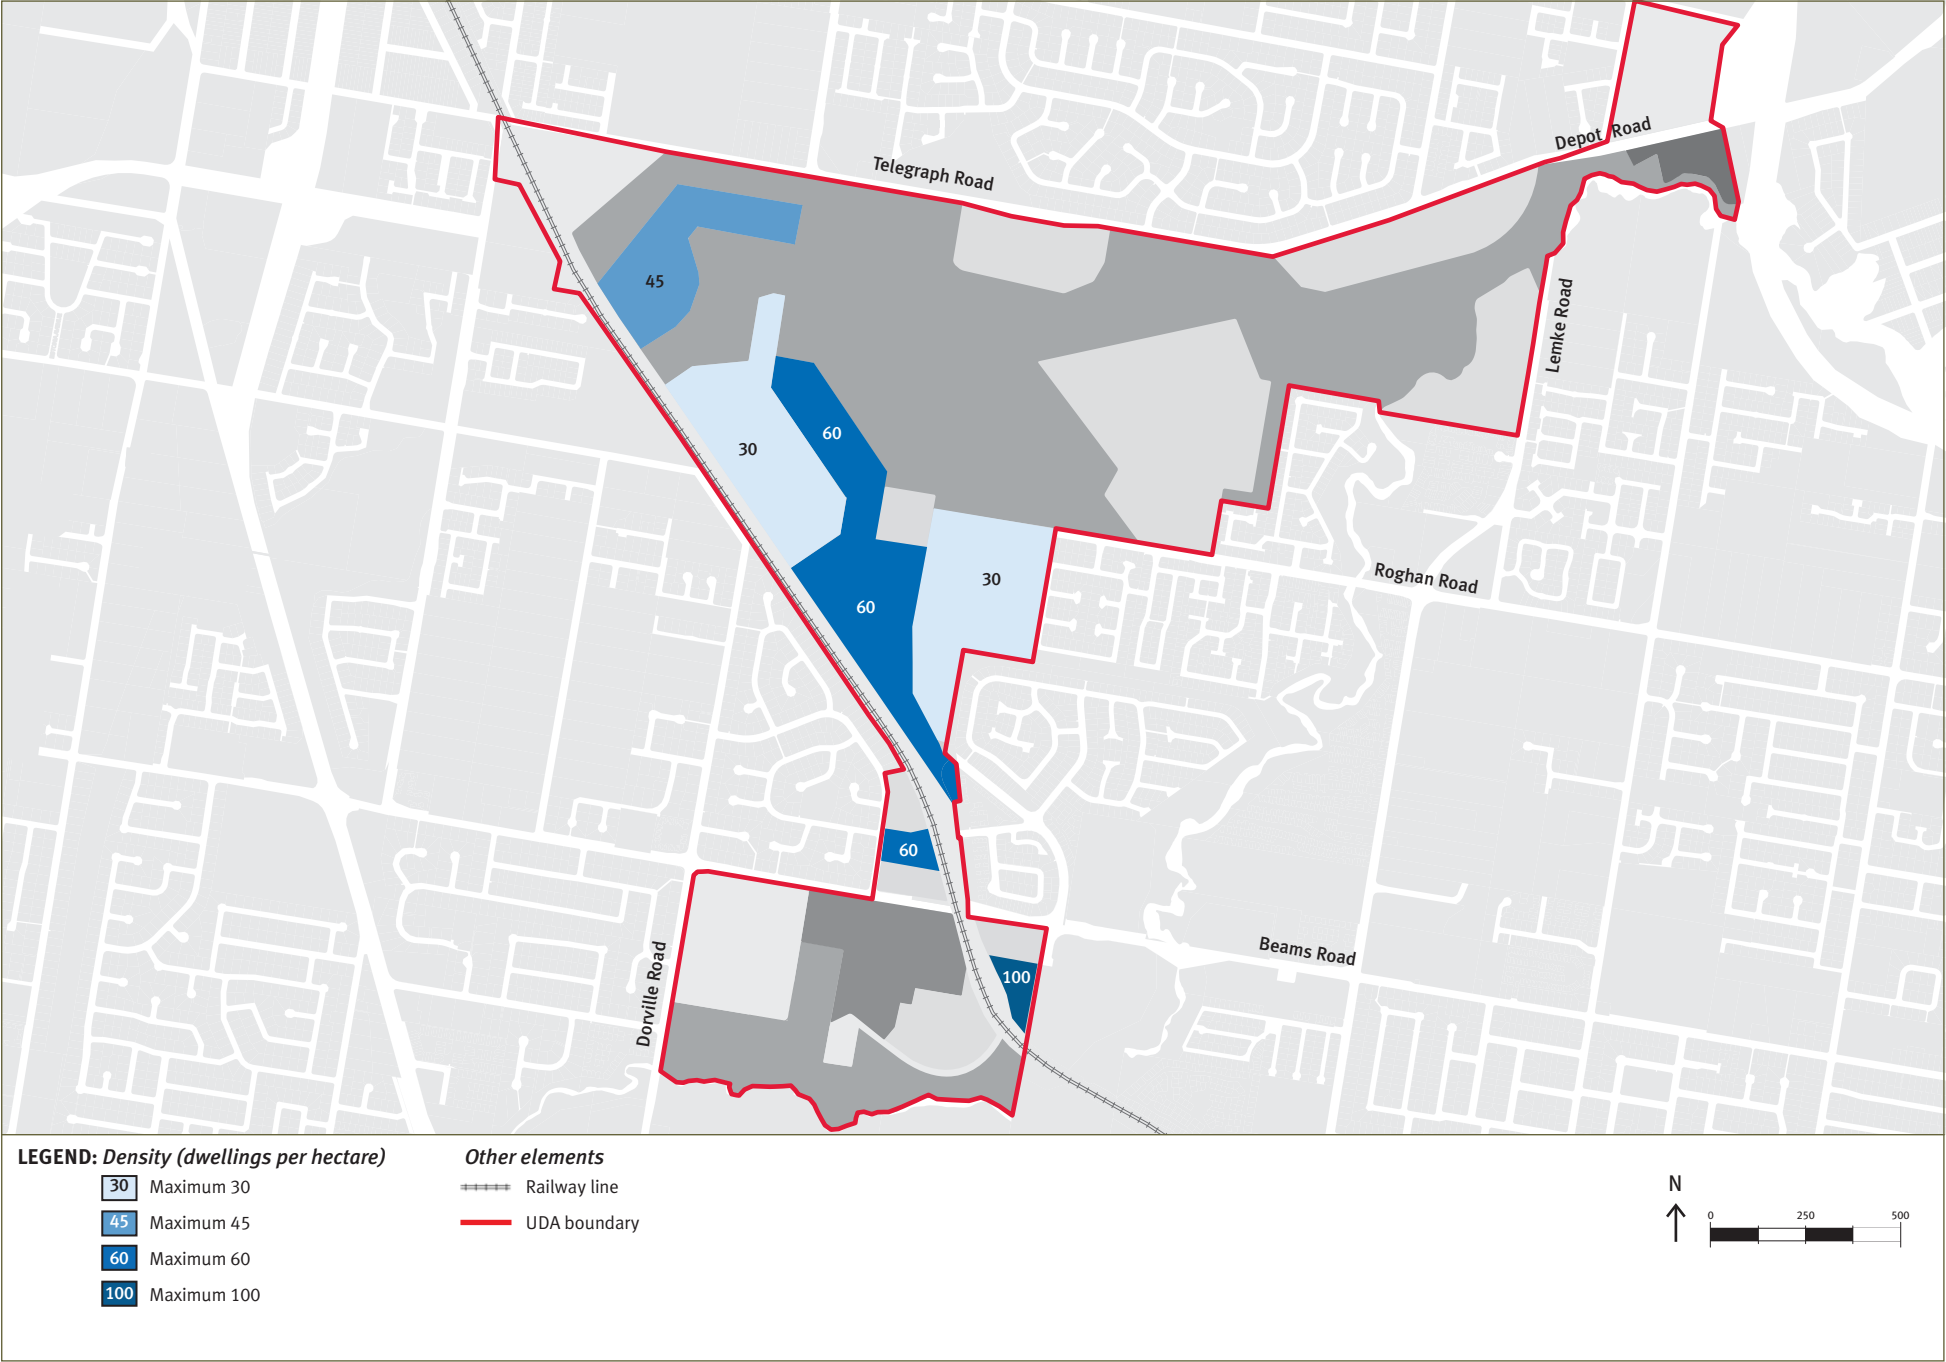 Depot Road
Telegraph Road
45
Lemke Road
60
30
30
Roghan Road
60
60
Beams Road
100
Dorville Road
LEGEND: Density (dwellings per hectare)
30 Maximum 30
45 Maximum 45
60 Maximum 60
100 Maximum 100
Other elements
Railway line
UDA boundary
N
0 250 500